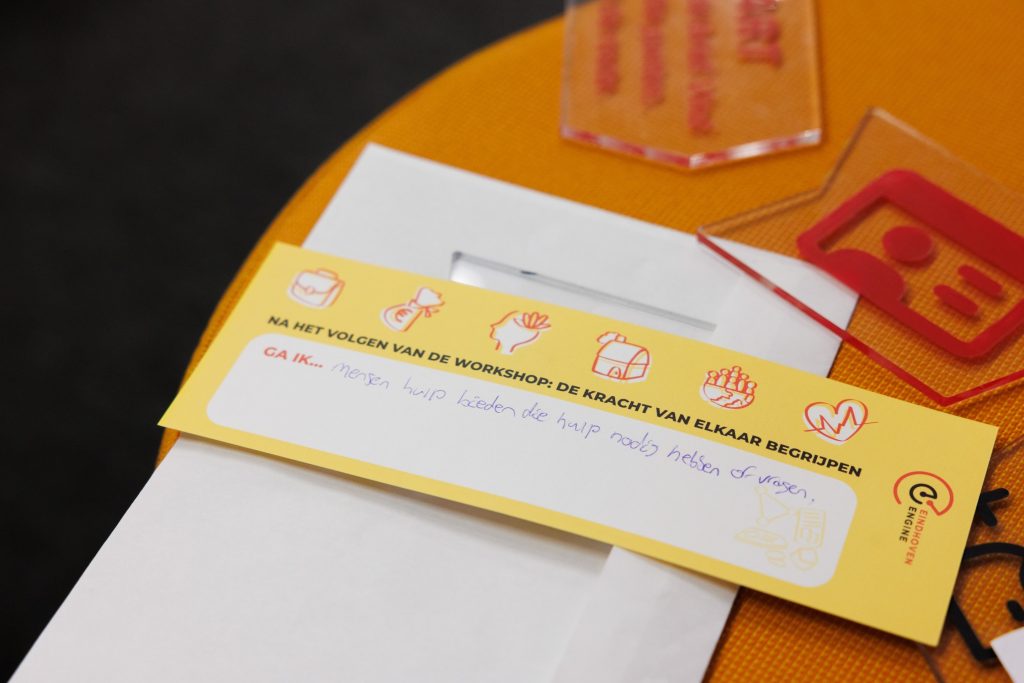 NA HET VOLGEN VAN DE WORKSHOP: DE KRACHT VAN ELKAAR BEGRIJPEN
GA IK... mensen hulp bieden die hulp nodig hebben of vragen.
EINDHOVEN
ENGINE